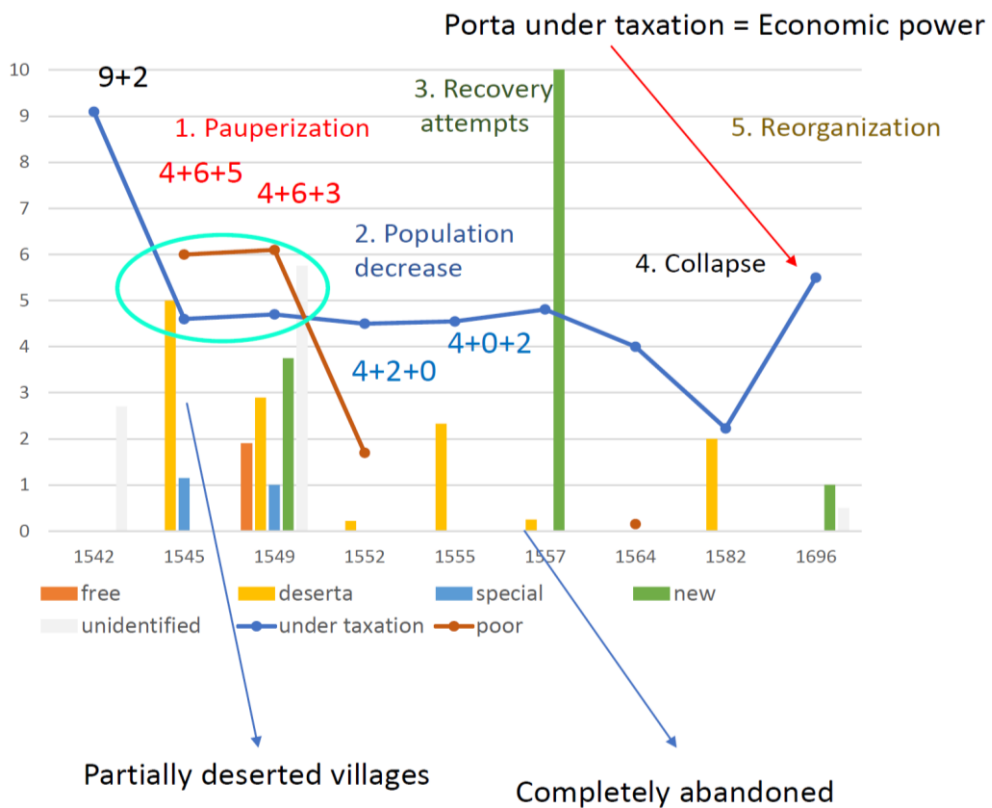 Porta under taxation = Economic power
10
9
8
7
6
5
4
3
2
1
0
9+2
1. Pauperization
4+6+5
4+6+3
2. Population
decrease
3. Recovery
attempts
4+2+0
4+0+2
4. Collapse
5. Reorganization
1542 1545 1549 1552 1555 1557 1564 1582 1696
free deserta special new
unidentified under taxation poor
Partially deserted villages
Completely abandoned